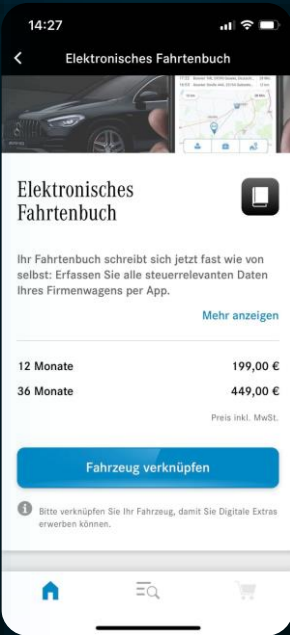 14:27
Elektronisches Fahrtenbuch
Elektronisches
Fahrtenbuch
Ihr Fahrtenbuch schreibt sich jetzt fast wie von
selbst: Erfassen Sie alle steuerrelevanten Daten
Ihres Firmenwagens per App.
Mehr anzeigen
12 Monate 199,00 €
36 Monate 449,00 €
Preis inkl. MwSt.
Fahrzeug verknüpfen
Bitte verknüpfen Sie Ihr Fahrzeug, damit Sie Digitale Extras
erwerben können.